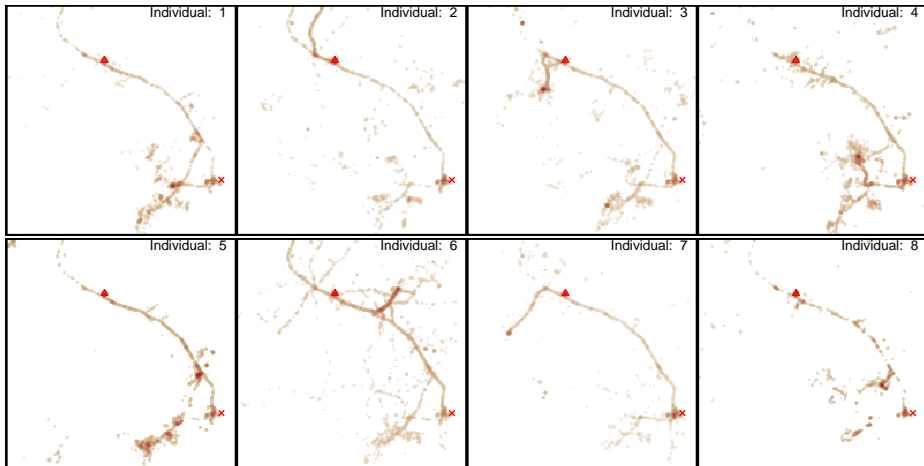 Individual: 1
Individual: 2
Individual: 3
Individual: 4
Individual: 5
Individual: 6
Individual: 7
Individual: 8